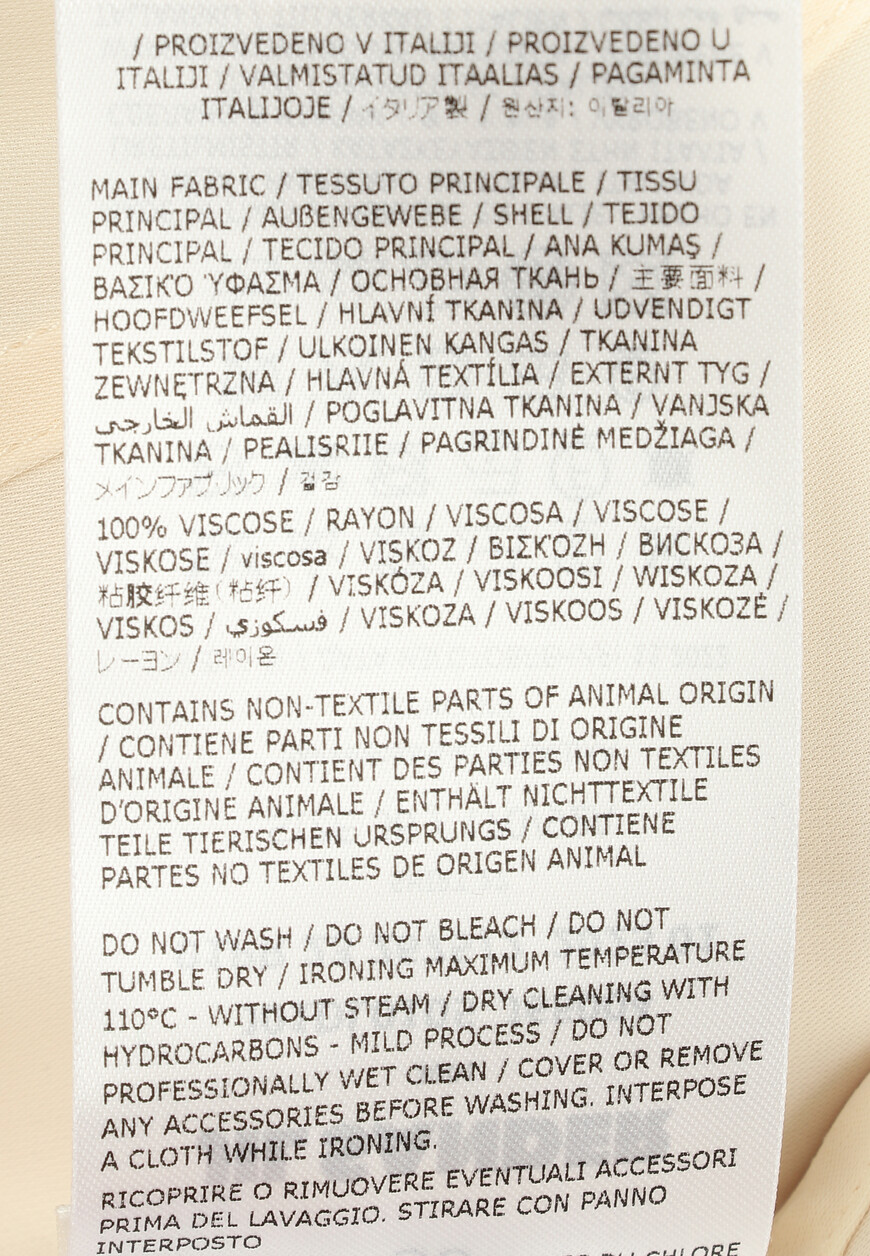 / PROIZVEDENO V ITALIJI / PROIZVEDENO U
ITALIJI / VALMISTATUD ITAALIAS / PAGAMINTA
ITALIJOJE / イタリア製 / 원산지: 이탈리아
MAIN FABRIC / TESSUTO PRINCIPALE / TISSU
PRINCIPAL / AUßENGEWEBE / SHELL / TEJIDO
PRINCIPAL / TECIDO PRINCIPAL / ANA KUMAŞ /
ΒΑΣΙΚΌ ΎΦΑΣΜΑ / ОСНОВНАЯ ТКАНЬ / 主要面料 /
HOOFDWEEFSEL / HLAVNÍ TKANINA / UDVENDIGT
TEKSTILSTOF / ULKOINEN KANGAS / TKANINA
ZEWNĘTRZNA / HLAVNÁ TEXTÍLIA / EXTERNT TYG /
القماش الخارجي / POGLAVITNA TKANINA / VANJSKA
TKANINA / PEALISRIIE / PAGRINDINĖ MEDŽIAGA /
メインファブリック / 겉감
100% VISCOSE / RAYON / VISCOSA / VISCOSE /
VISKOSE / viscosa / VISKOZ / ΒΙΣΚΌΖΗ / ВИСКОЗА /
粘胶纤维(粘纤) / VISKÓZA / VISKOOSI / WISKOZA /
VISKOS / فسكوزي / VISKOZA / VISKOOS / VISKOZĖ /
レーヨン / 레이온
CONTAINS NON-TEXTILE PARTS OF ANIMAL ORIGIN
/ CONTIENE PARTI NON TESSILI DI ORIGINE
ANIMALE / CONTIENT DES PARTIES NON TEXTILES
D'ORIGINE ANIMALE / ENTHÄLT NICHTTEXTILE
TEILE TIERISCHEN URSPRUNGS / CONTIENE
PARTES NO TEXTILES DE ORIGEN ANIMAL
DO NOT WASH / DO NOT BLEACH / DO NOT
TUMBLE DRY / IRONING MAXIMUM TEMPERATURE
110°C - WITHOUT STEAM / DRY CLEANING WITH
HYDROCARBONS - MILD PROCESS / DO NOT
PROFESSIONALLY WET CLEAN / COVER OR REMOVE
ANY ACCESSORIES BEFORE WASHING. INTERPOSE
A CLOTH WHILE IRONING.
RICOPRIRE O RIMUOVERE EVENTUALI ACCESSORI
PRIMA DEL LAVAGGIO. STIRARE CON PANNO
INTERPOSTO
DU CHLORE